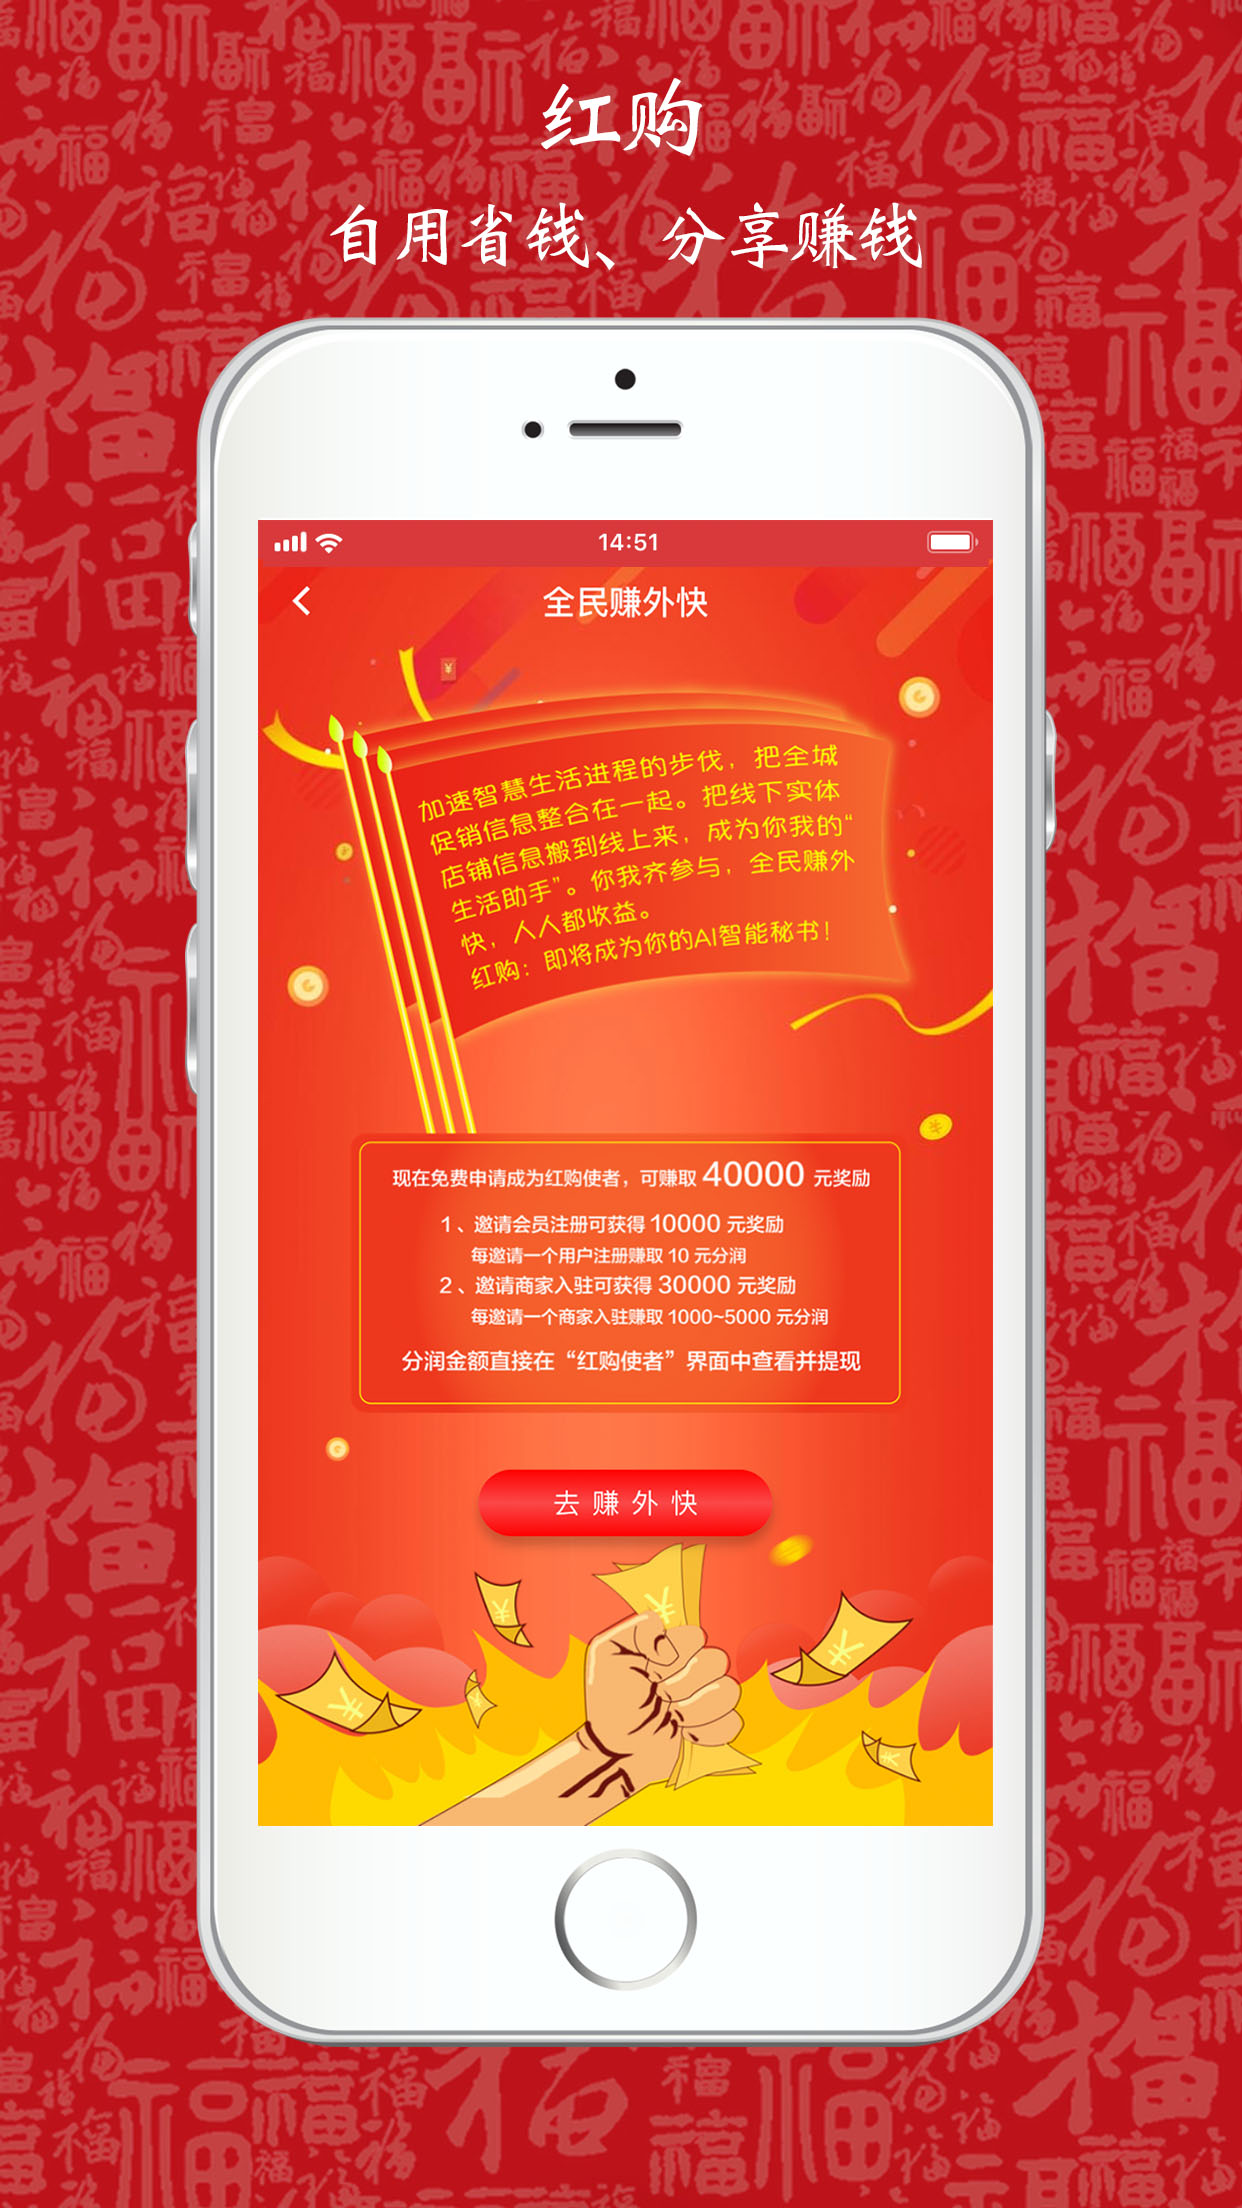 红购
自用省钱、分享赚钱
14:51
全民赚外快
加速智慧生活进程的步伐，把全城
促销信息整合在一起。把线下实体
店铺信息搬到线上来，成为你我的“
生活助手”。你我齐参与，全民赚外
快，人人都收益。
红购：即将成为你的AI智能秘书！
现在免费申请成为红购使者，可赚取 40000 元奖励
1、邀请会员注册可获得 10000 元奖励
每邀请一个用户注册赚取 10 元分润
2、邀请商家入驻可获得 30000 元奖励
每邀请一个商家入驻赚取 1000~5000 元分润
分润金额直接在“红购使者”界面中查看并提现
去赚外快